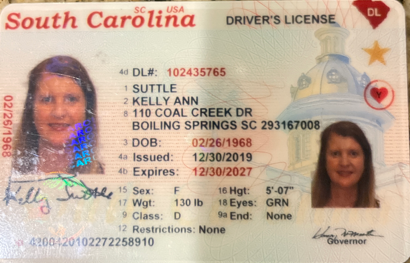 South Carolina SC USA DRIVER'S LICENSE
DL
4d DL#: 102435765
1 SUTTLE
2 KELLY ANN
8 110 COAL CREEK DR
BOILING SPRINGS SC 293167008
3 DOB: 02/26/1968
4a Issued: 12/30/2019
4b Expires: 12/30/2027
15 Sex: F 16 Hgt: 5'-07"
17 Wgt: 130 lb 18 Eyes: GRN
9 Class: D 9a End: None
12 Restrictions: None
Governor
02/26/1968
Kelly Suttle
4200420102272258910